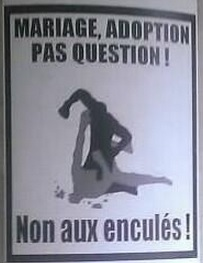 MARIAGE, ADOPTION
PAS QUESTION !
Non aux enculés !